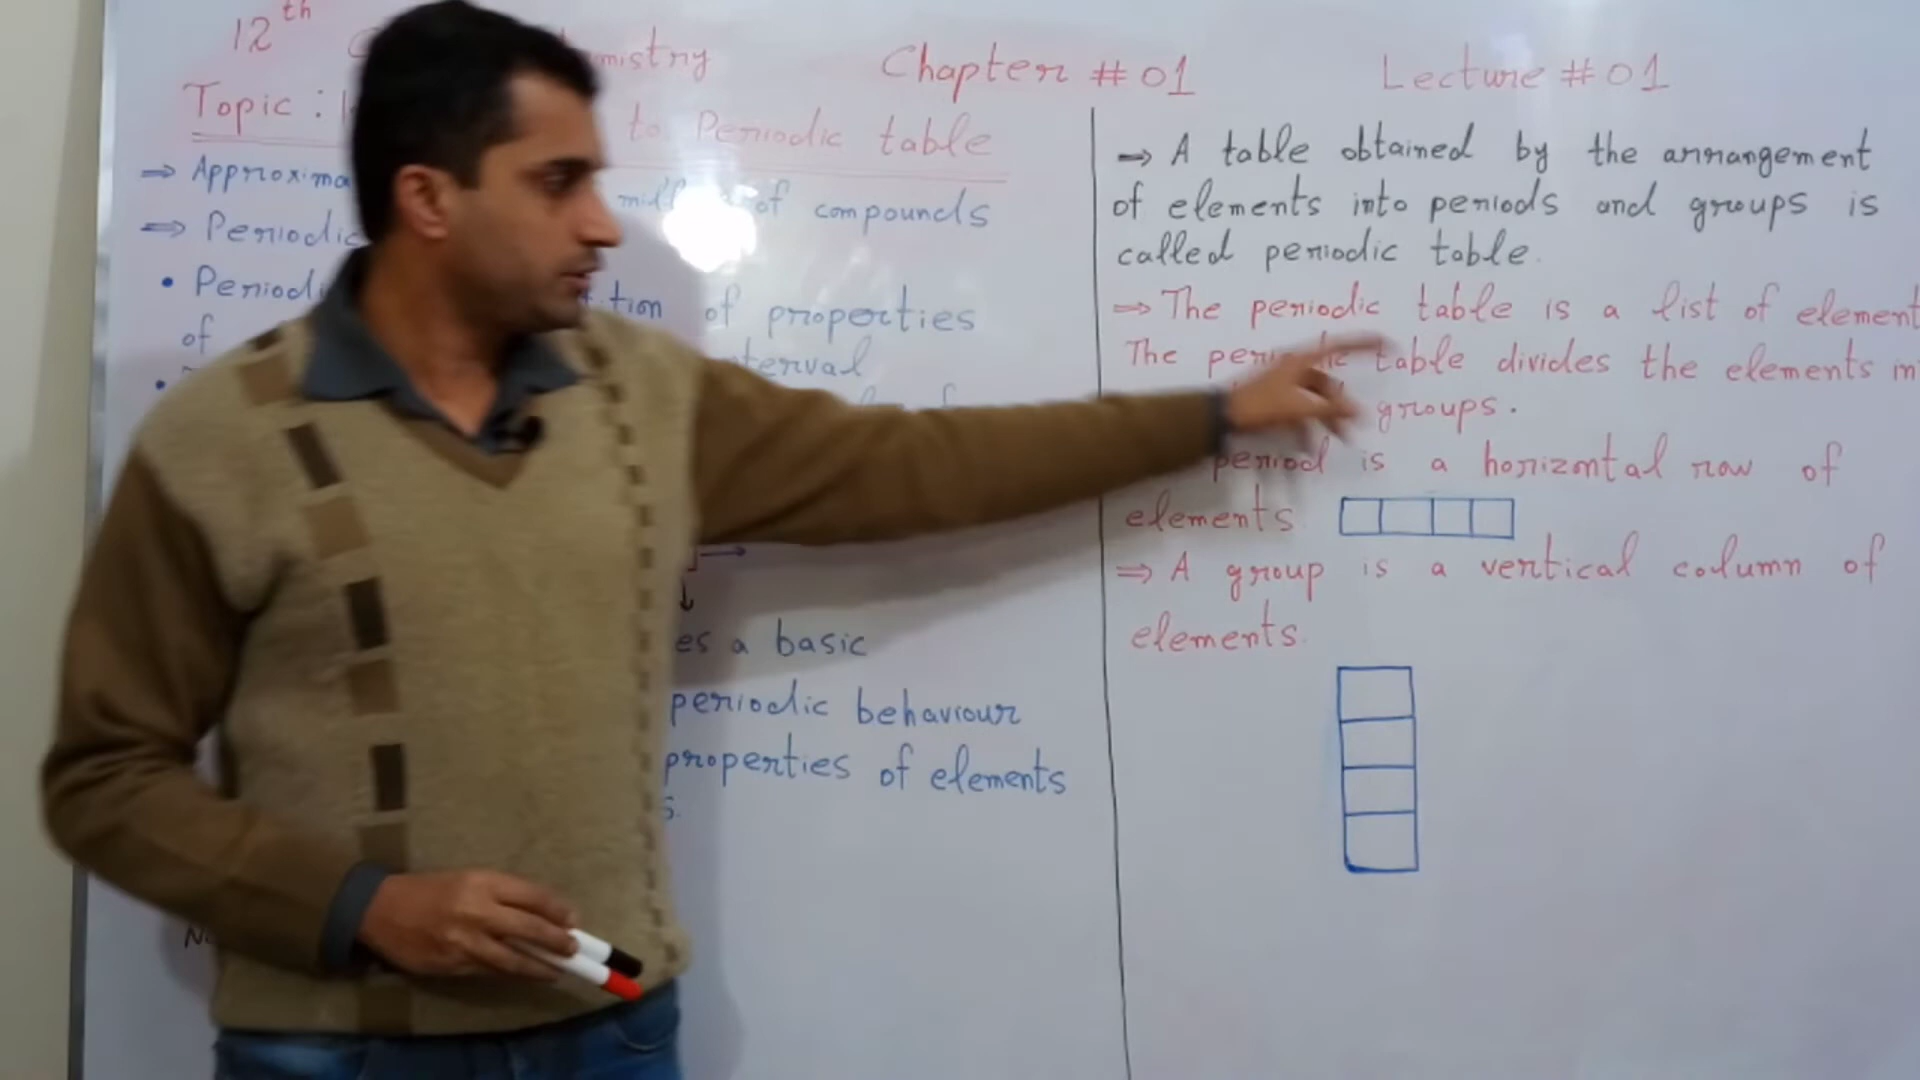 12th mistry Chapter # 01 Lecture # 01
Topic : to Periodic table
⇒ Approxima of compounds
⇒ Periodic
• Periodi tion of properties
of terval
es a basic
periodic behaviour
properties of elements
→ A table obtained by the arrangement
of elements into periods and groups is
called periodic table.
⇒ The periodic table is a list of element
The periodic table divides the elements in
groups.
period is a horizontal row of
elements.
⇒ A group is a vertical column of
elements.